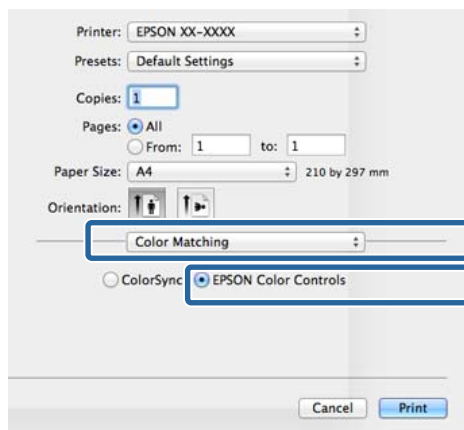 Printer: EPSON XX-XXXX
Presets: Default Settings
Copies: 1
Pages: All
From: 1 to: 1
Paper Size: A4 210 by 297 mm
Orientation:
Color Matching
ColorSync EPSON Color Controls
Cancel Print